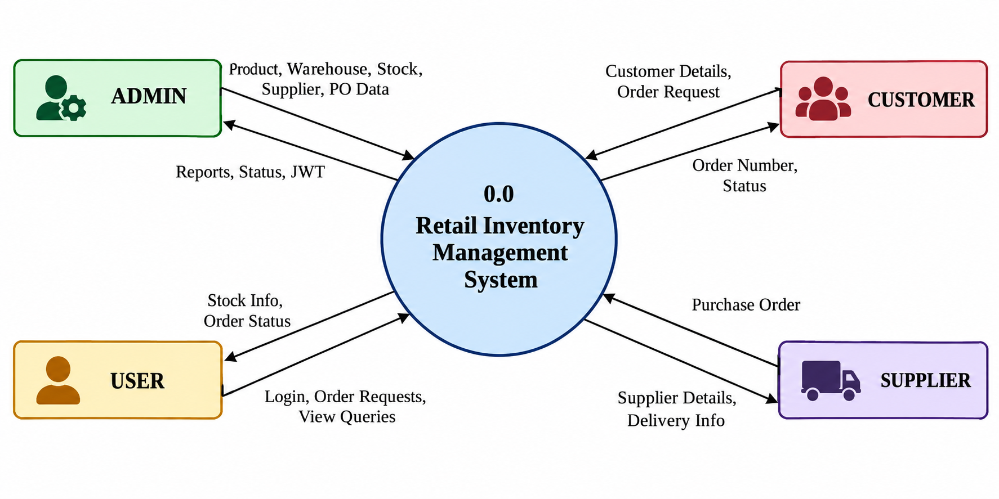 Product, Warehouse, Stock,
Supplier, PO Data
ADMIN
Reports, Status, JWT
Customer Details,
Order Request
CUSTOMER
Order Number,
Status
0.0
Retail Inventory
Management
System
Stock Info,
Order Status
USER
Login, Order Requests,
View Queries
Purchase Order
SUPPLIER
Supplier Details,
Delivery Info